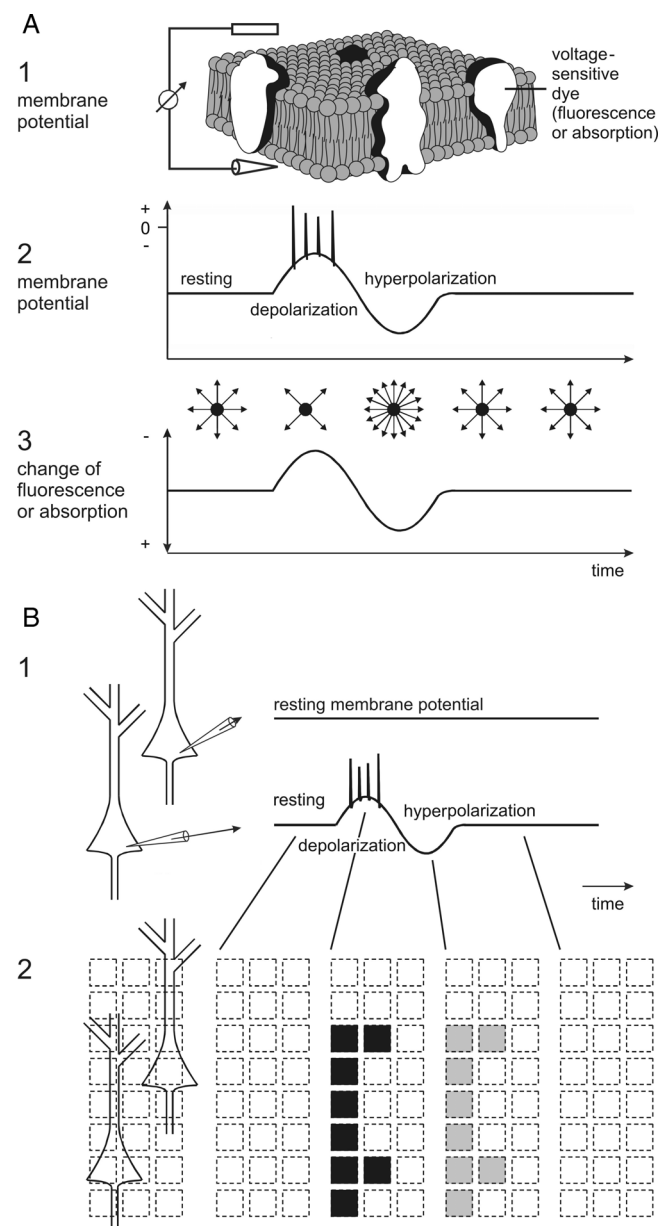 A
1
membrane
potential
voltage-
sensitive
dye
(fluorescence
or absorption)
2
membrane
potential
+
0
-
resting
depolarization
hyperpolarization
3
change of
fluorescence
or absorption
-
+
time
B
1
resting membrane potential
resting
depolarization
hyperpolarization
time
2